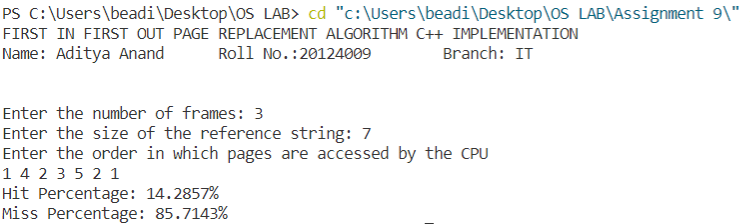 PS C:\Users\beadi\Desktop\OS LAB> cd "c:\Users\beadi\Desktop\OS LAB\Assignment 9\"
FIRST IN FIRST OUT PAGE REPLACEMENT ALGORITHM C++ IMPLEMENTATION
Name: Aditya Anand Roll No.:20124009 Branch: IT
Enter the number of frames: 3
Enter the size of the reference string: 7
Enter the order in which pages are accessed by the CPU
1 4 2 3 5 2 1
Hit Percentage: 14.2857%
Miss Percentage: 85.7143%